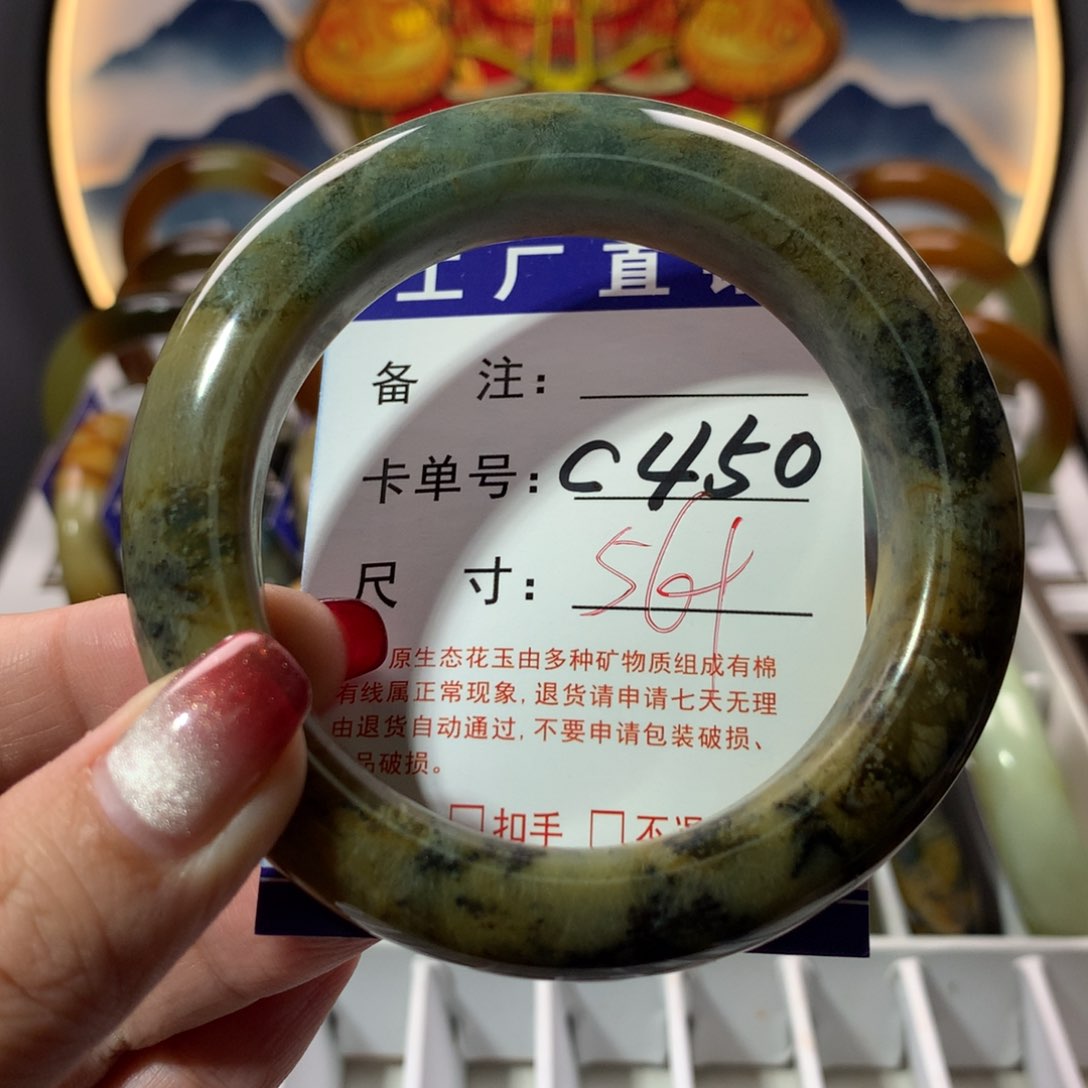 工厂直销
备 注:
卡单号: C450
尺 寸: 561
原生态花玉由多种矿物质组成有棉
有线属正常现象, 退货请申请七天无理
由退货自动通过, 不要申请包装破损、
品破损。
□扣手 □不退